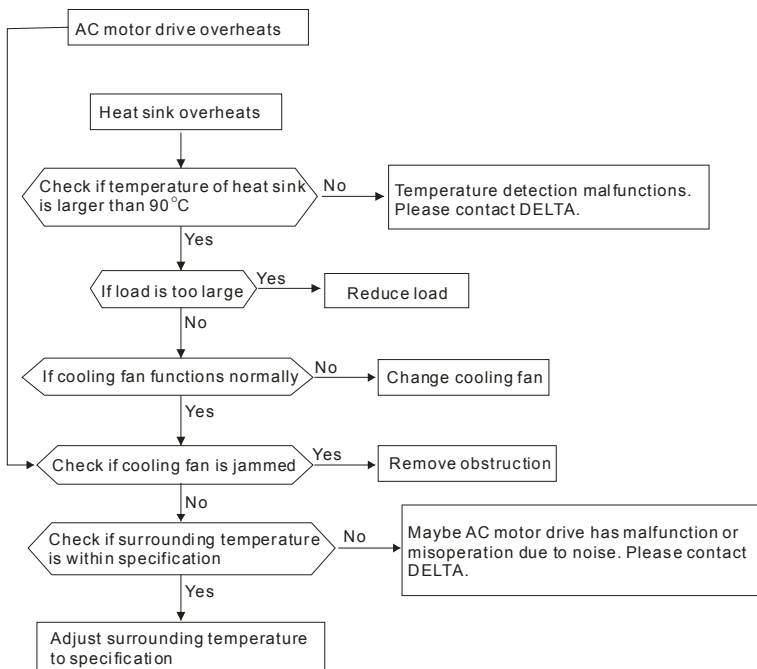 AC motor drive overheats
Heat sink overheats
Check if temperature of heat sink
is larger than 90°C
No
Temperature detection malfunctions.
Please contact DELTA.
Yes
If load is too large
Yes
Reduce load
No
If cooling fan functions normally
No
Change cooling fan
Yes
Check if cooling fan is jammed
Yes
Remove obstruction
No
Check if surrounding temperature
is within specification
No
Maybe AC motor drive has malfunction or
misoperation due to noise. Please contact
DELTA.
Yes
Adjust surrounding temperature
to specification